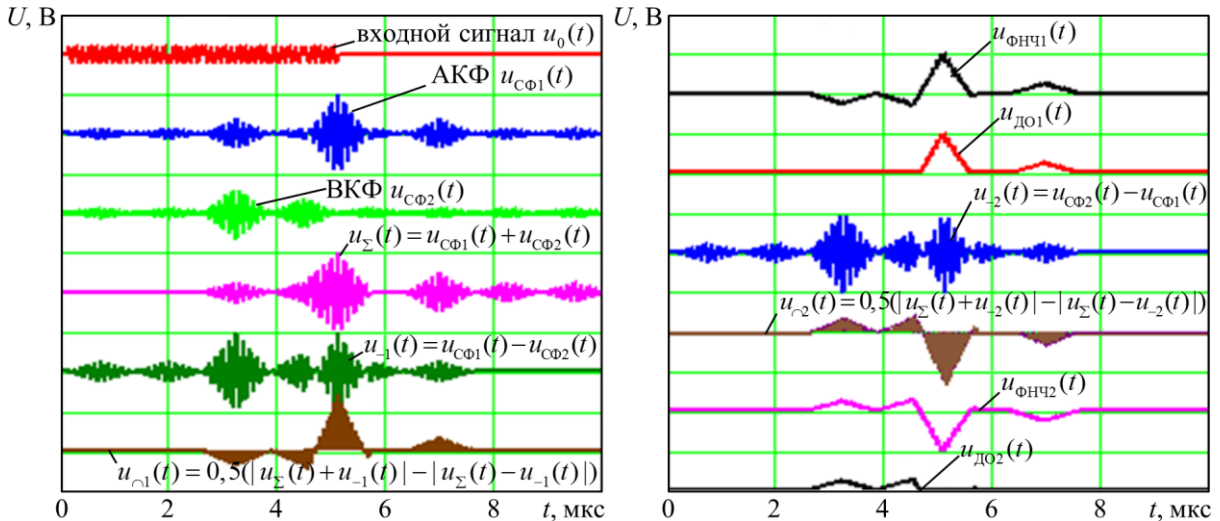 U, В
входной сигнал u₀(t)
АКФ u_СФ1(t)
ВКФ u_СФ2(t)
u_Σ(t) = u_СФ1(t) + u_СФ2(t)
u_−1(t) = u_СФ1(t) − u_СФ2(t)
u_∩1(t) = 0,5(| u_Σ(t) + u_−1(t) | − | u_Σ(t) − u_−1(t) |)
0 2 4 6 8 t, мкс
U, В
u_ФНЧ1(t)
u_ДО1(t)
u_−2(t) = u_СФ2(t) − u_СФ1(t)
u_∩2(t) = 0,5(| u_Σ(t) + u_−2(t) | − | u_Σ(t) − u_−2(t) |)
u_ФНЧ2(t)
u_ДО2(t)
0 2 4 6 8 t, мкс